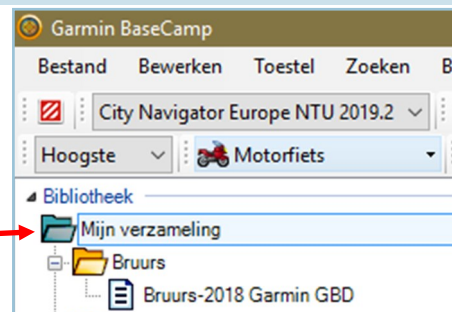 Garmin BaseCamp
Bestand Bewerken Toestel Zoeken B
City Navigator Europe NTU 2019.2
Hoogste Motorfiets
Bibliotheek
Mijn verzameling
Bruurs
Bruurs-2018 Garmin GBD